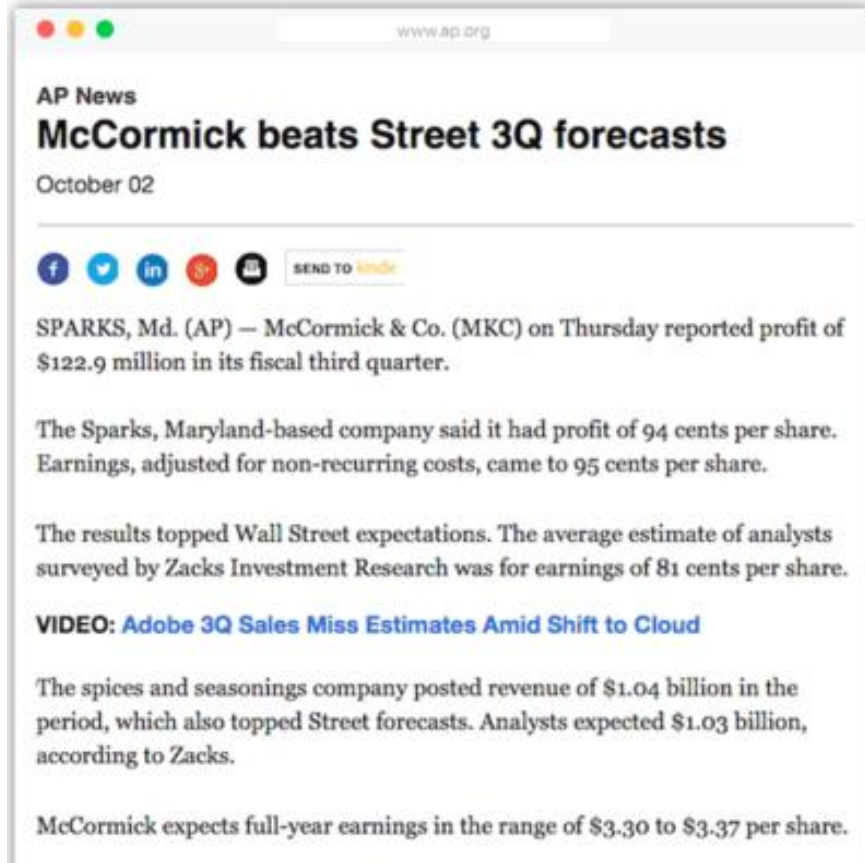 www.ap.org
AP News
McCormick beats Street 3Q forecasts
October 02
f in 8+ SEND TO kindle
SPARKS, Md. (AP) — McCormick & Co. (MKC) on Thursday reported profit of
$122.9 million in its fiscal third quarter.
The Sparks, Maryland-based company said it had profit of 94 cents per share.
Earnings, adjusted for non-recurring costs, came to 95 cents per share.
The results topped Wall Street expectations. The average estimate of analysts
surveyed by Zacks Investment Research was for earnings of 81 cents per share.
VIDEO: Adobe 3Q Sales Miss Estimates Amid Shift to Cloud
The spices and seasonings company posted revenue of $1.04 billion in the
period, which also topped Street forecasts. Analysts expected $1.03 billion,
according to Zacks.
McCormick expects full-year earnings in the range of $3.30 to $3.37 per share.